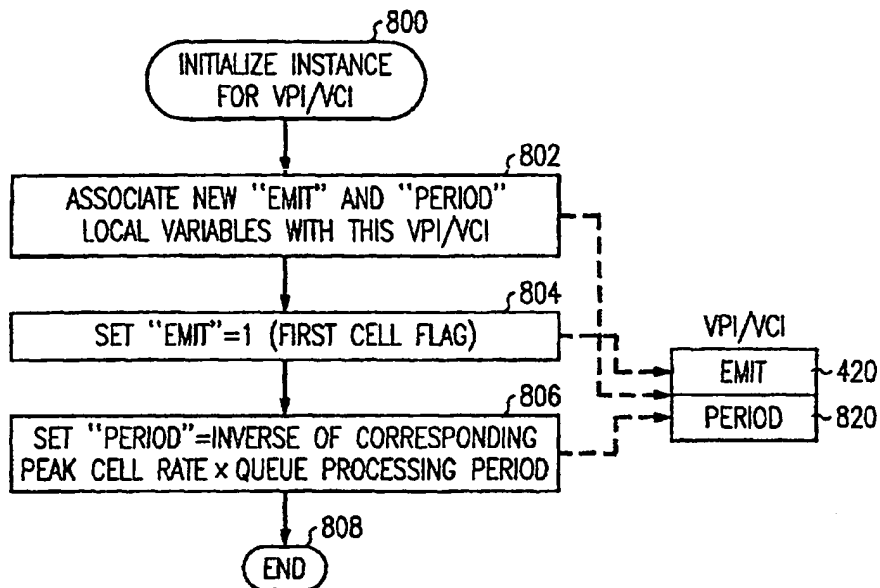 800
INITIALIZE INSTANCE
FOR VPI/VCI
802
ASSOCIATE NEW "EMIT" AND "PERIOD"
LOCAL VARIABLES WITH THIS VPI/VCI
804
SET "EMIT"=1 (FIRST CELL FLAG)
VPI/VCI
EMIT
420
PERIOD
820
806
SET "PERIOD"=INVERSE OF CORRESPONDING
PEAK CELL RATE × QUEUE PROCESSING PERIOD
808
END